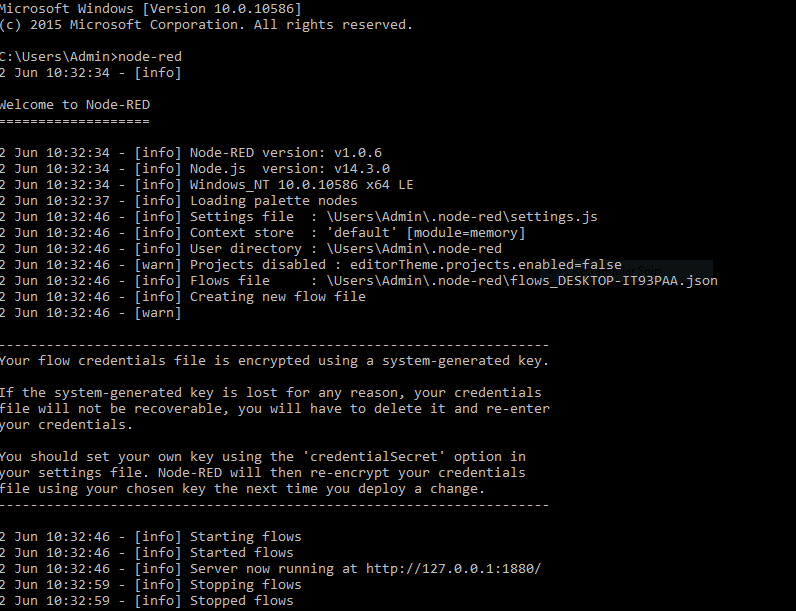 Microsoft Windows [Version 10.0.10586]
(c) 2015 Microsoft Corporation. All rights reserved.
C:\Users\Admin>node-red
2 Jun 10:32:34 - [info]
Welcome to Node-RED
===================
2 Jun 10:32:34 - [info] Node-RED version: v1.0.6
2 Jun 10:32:34 - [info] Node.js  version: v14.3.0
2 Jun 10:32:34 - [info] Windows_NT 10.0.10586 x64 LE
2 Jun 10:32:37 - [info] Loading palette nodes
2 Jun 10:32:46 - [info] Settings file  : \Users\Admin\.node-red\settings.js
2 Jun 10:32:46 - [info] Context store  : 'default' [module=memory]
2 Jun 10:32:46 - [info] User directory : \Users\Admin\.node-red
2 Jun 10:32:46 - [warn] Projects disabled : editorTheme.projects.enabled=false
2 Jun 10:32:46 - [info] Flows file     : \Users\Admin\.node-red\flows_DESKTOP-IT93PAA.json
2 Jun 10:32:46 - [info] Creating new flow file
2 Jun 10:32:46 - [warn]
---------------------------------------------------------------------
Your flow credentials file is encrypted using a system-generated key.
If the system-generated key is lost for any reason, your credentials
file will not be recoverable, you will have to delete it and re-enter
your credentials.
You should set your own key using the 'credentialSecret' option in
your settings file. Node-RED will then re-encrypt your credentials
file using your chosen key the next time you deploy a change.
---------------------------------------------------------------------
2 Jun 10:32:46 - [info] Starting flows
2 Jun 10:32:46 - [info] Started flows
2 Jun 10:32:46 - [info] Server now running at http://127.0.0.1:1880/
2 Jun 10:32:59 - [info] Stopping flows
2 Jun 10:32:59 - [info] Stopped flows